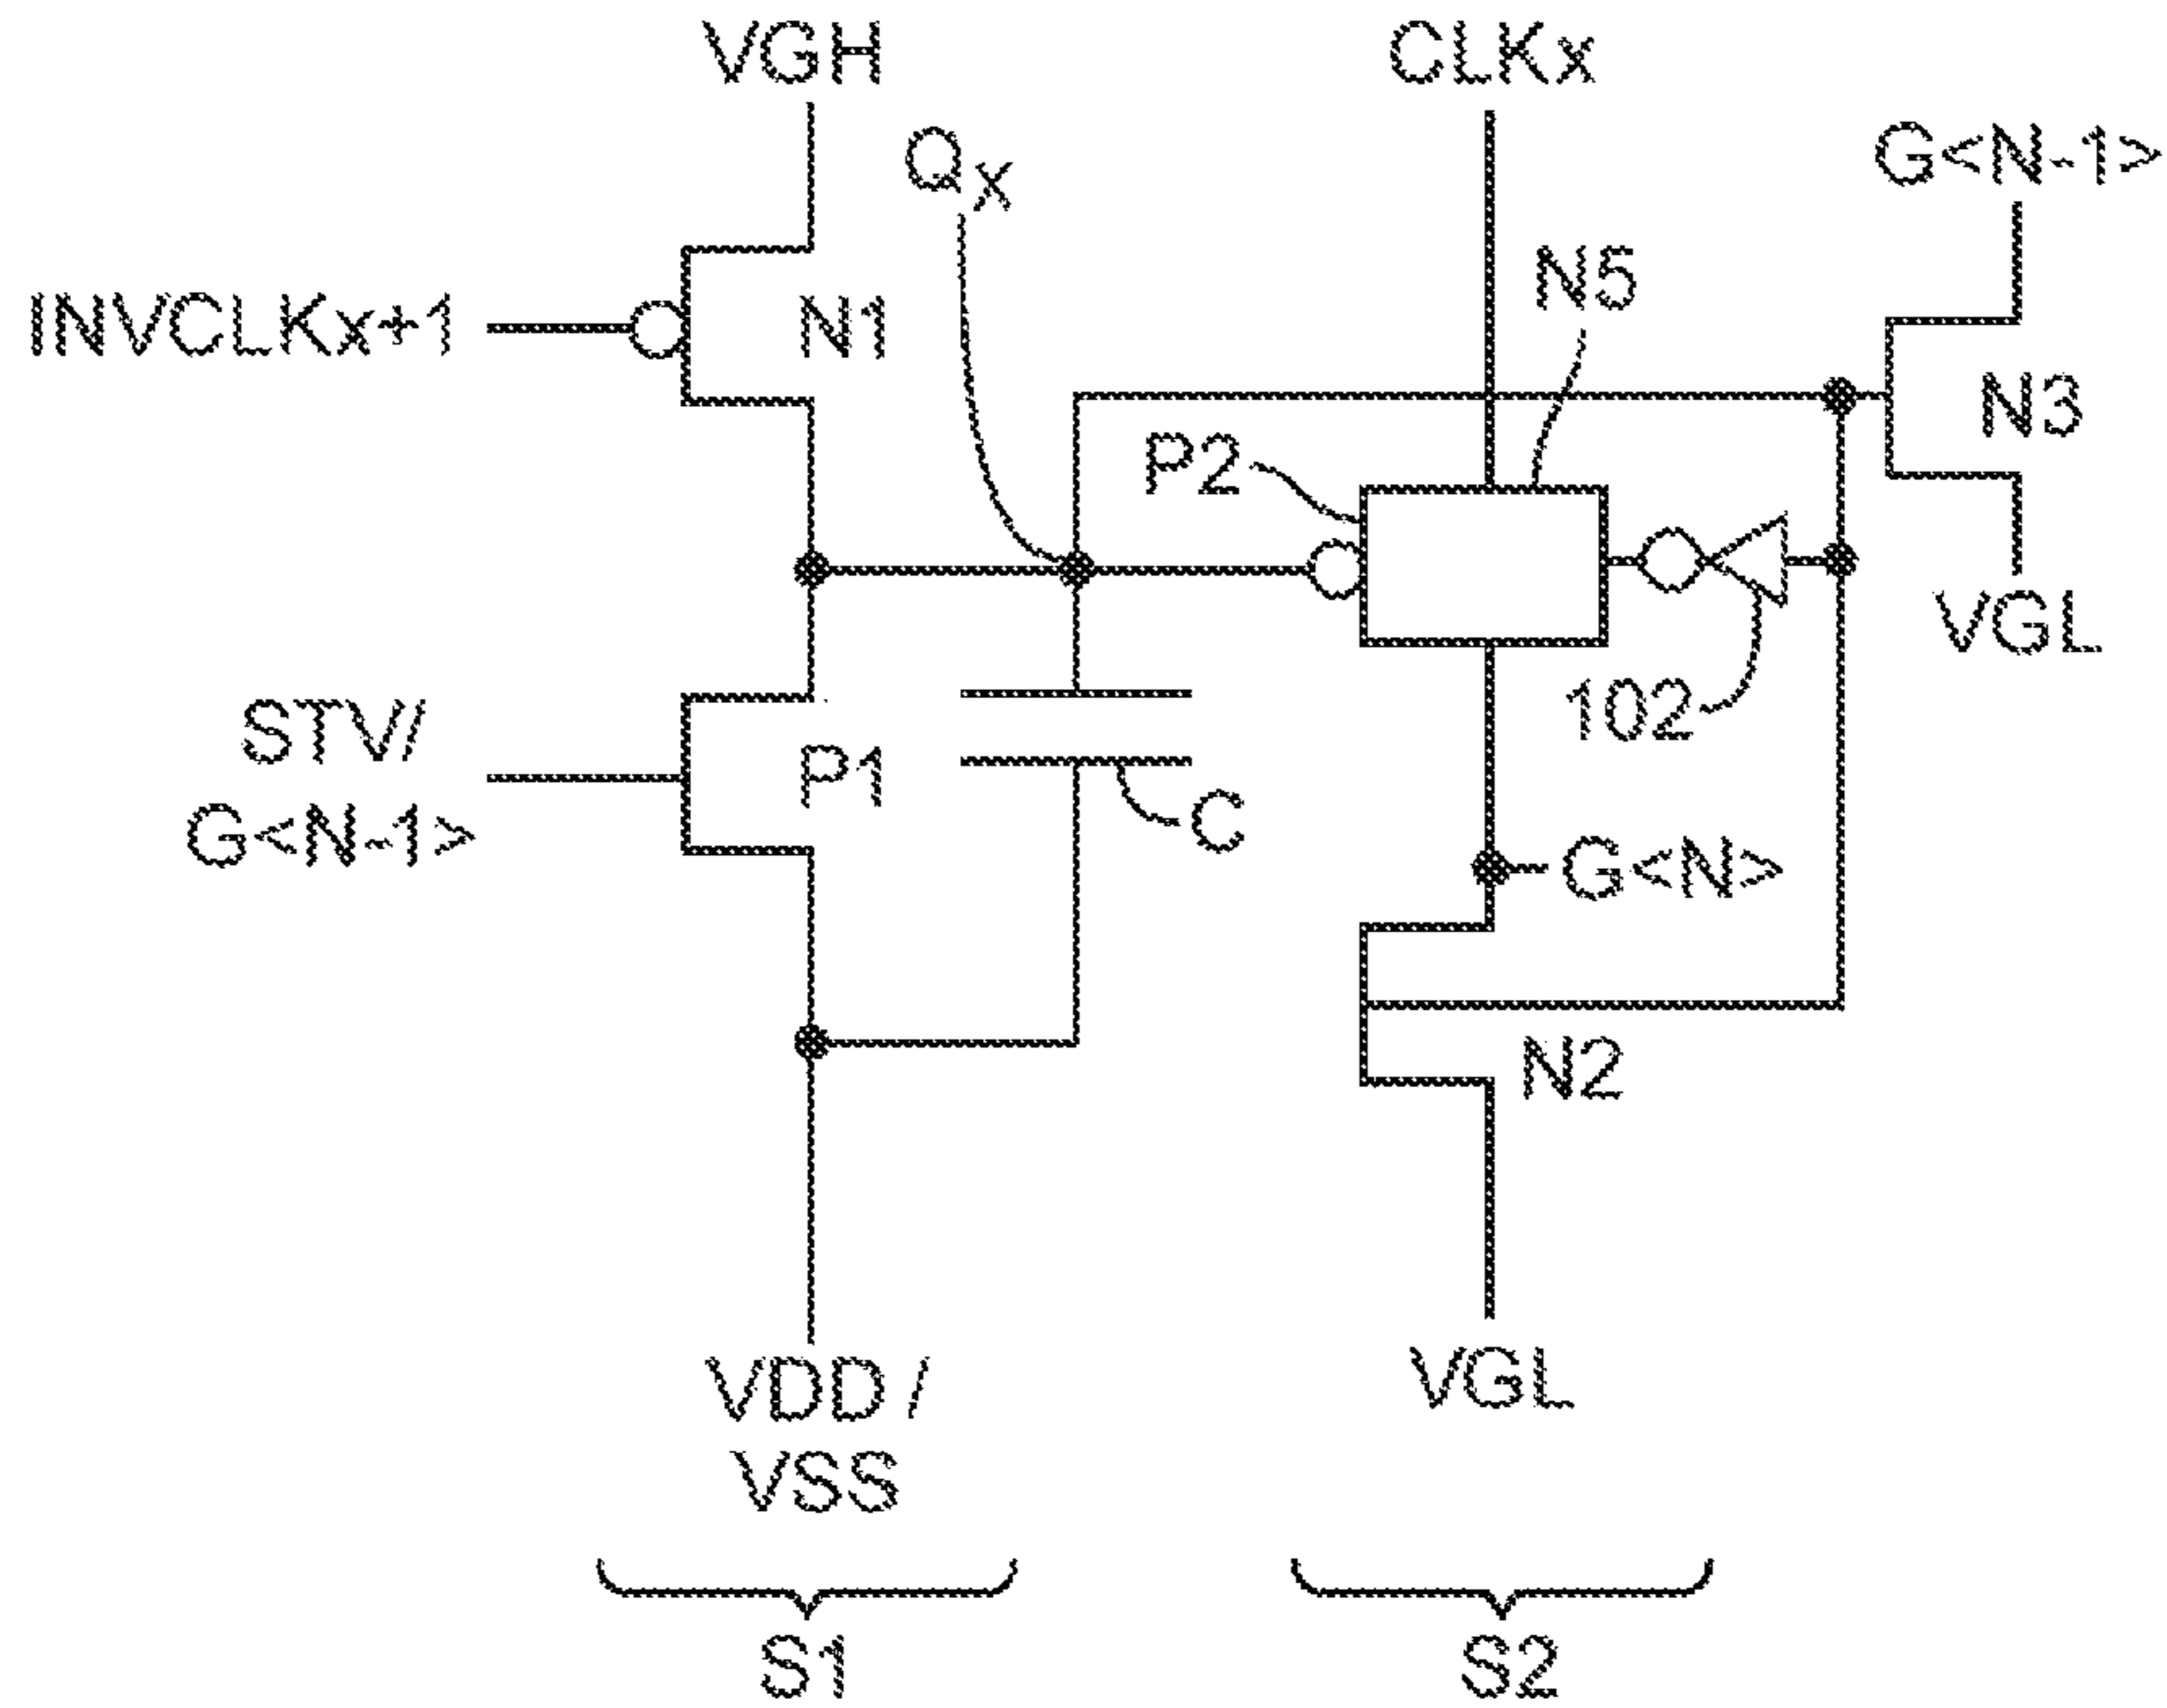 VGH
CLKx
QX
G<N-1>
N5
INVCLKx+1
N1
N3
P2
VGL
102
STV/
G<N-1>
P1
C
G<N>
N2
VDD /
VSS
VGL
S1
S2